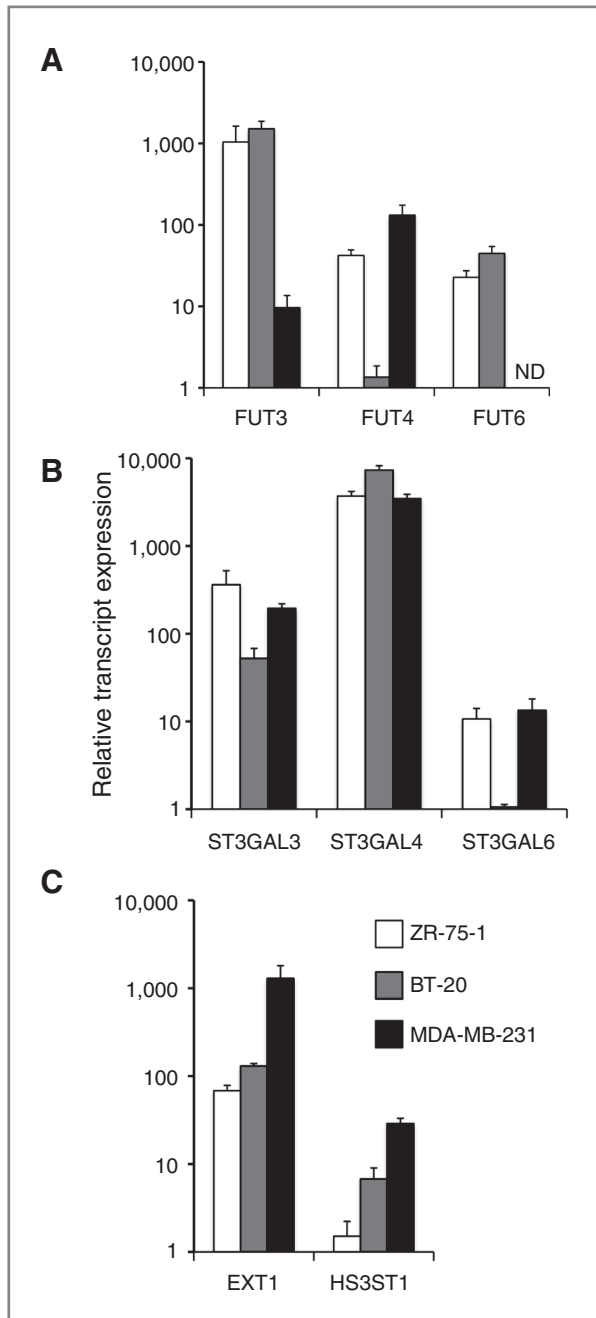 A
10,000
1,000
100
10
1
ND
FUT3 FUT4 FUT6
B
Relative transcript expression
10,000
1,000
100
10
1
ST3GAL3 ST3GAL4 ST3GAL6
C
10,000
1,000
100
10
1
ZR-75-1
BT-20
MDA-MB-231
EXT1 HS3ST1